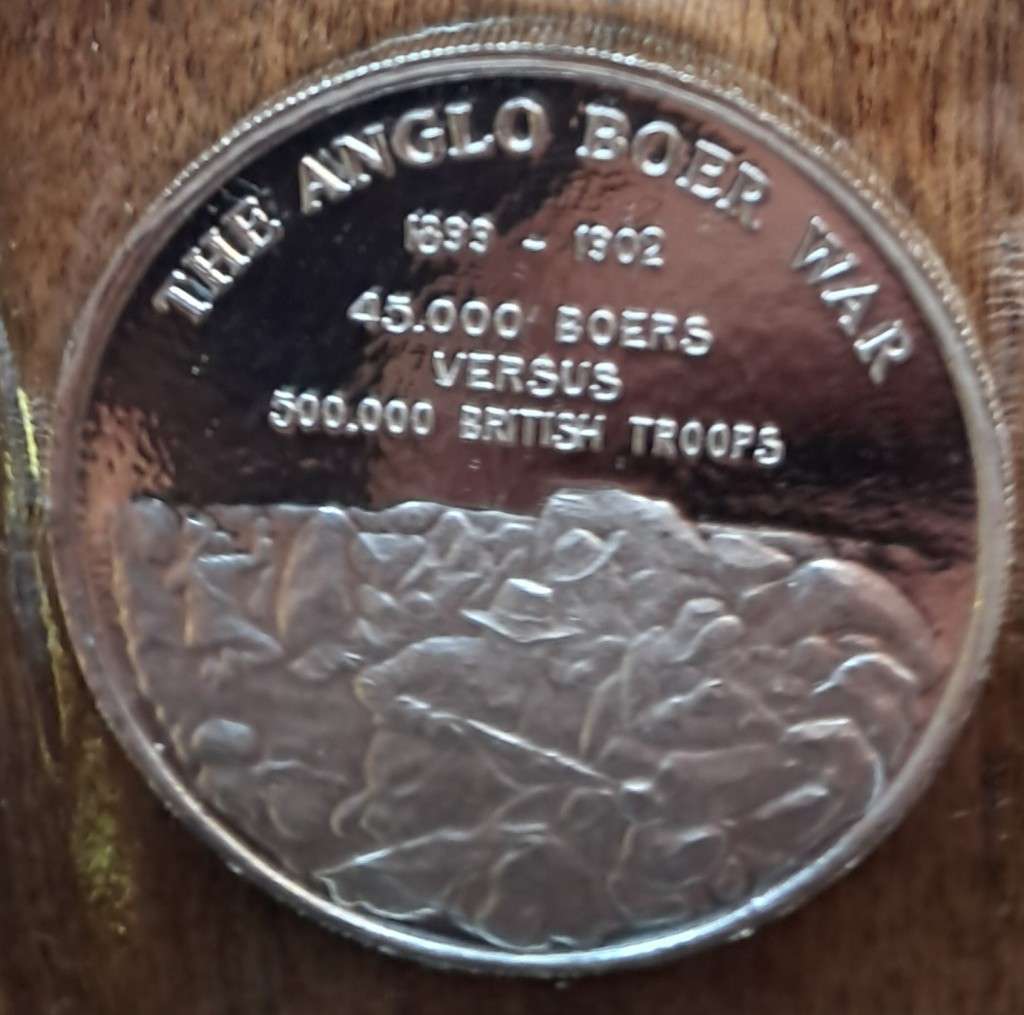 THE ANGLO BOER WAR
1899 - 1902
45.000 BOERS
VERSUS
500.000 BRITISH TROOPS